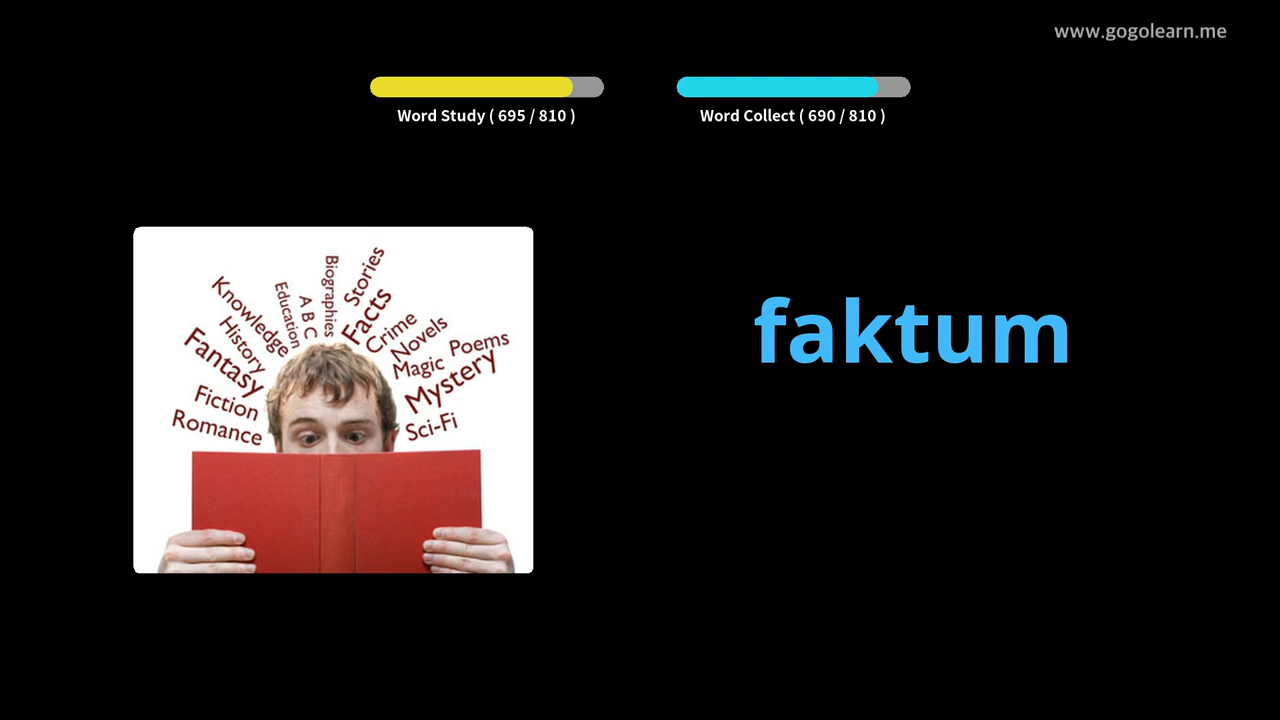 www.gogolearn.me
Word Study ( 695 / 810 )
Word Collect ( 690 / 810 )
Biographies
Stories
Education
A B C
Facts
Knowledge
Crime
History
Novels
Poems
Fantasy
Magic
Mystery
Fiction
Romance
Sci-Fi
faktum